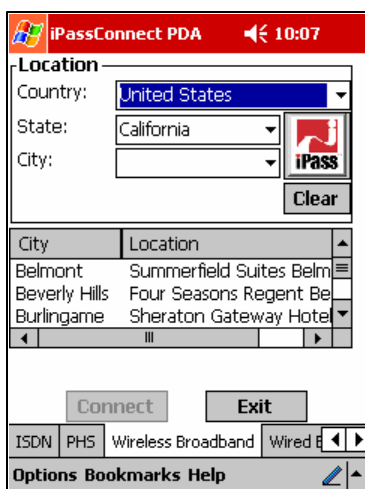 iPassConnect PDA 10:07
Location
Country: United States
State: California
City:
iPass
Clear
City Location
Belmont Summerfield Suites Belm
Beverly Hills Four Seasons Regent Be
Burlingame Sheraton Gateway Hotel
Connect Exit
ISDN PHS Wireless Broadband Wired
Options Bookmarks Help